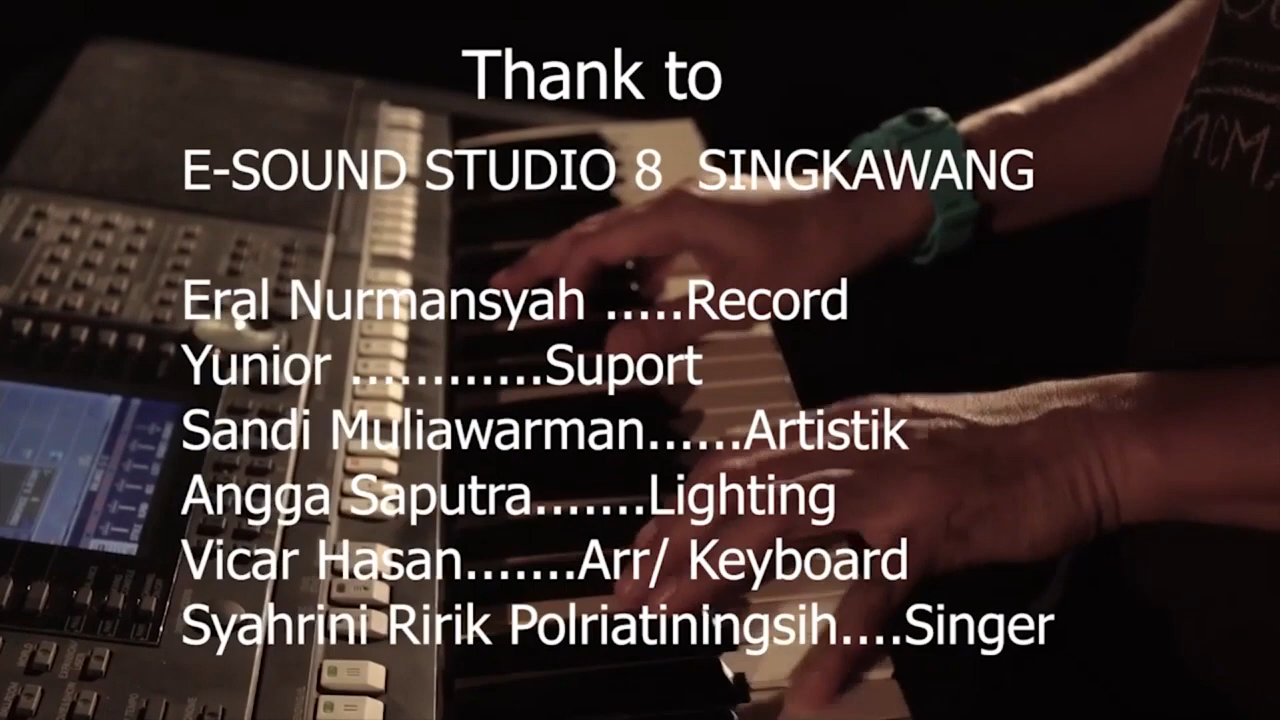 Thank to
E-SOUND STUDIO 8 SINGKAWANG
Eral Nurmansyah .....Record
Yunior ............Suport
Sandi Muliawarman......Artistik
Angga Saputra.......Lighting
Vicar Hasan.......Arr/ Keyboard
Syahrini Ririk PolriatinIngsih....Singer